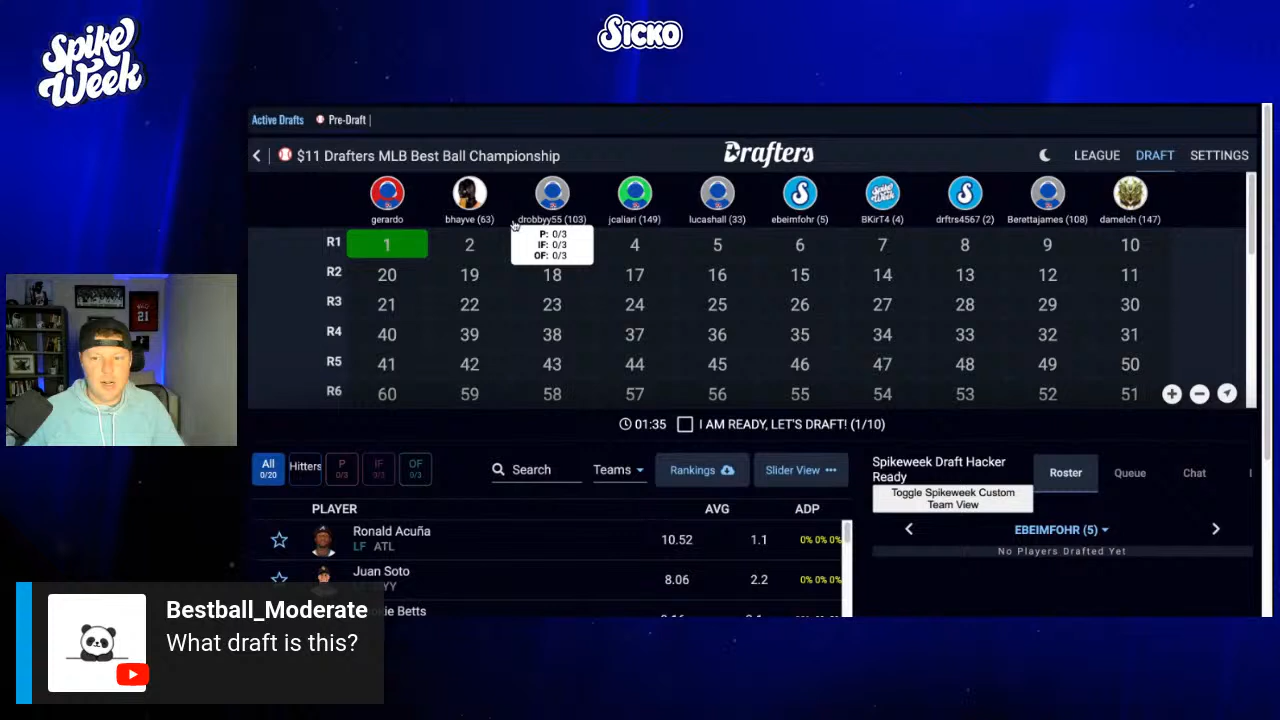 Spike
Week
SICKO
Active Drafts Pre-Draft |
$11 Drafters MLB Best Ball Championship
Drafters
LEAGUE DRAFT SETTINGS
gerardo bhayve (63) drobbyy55 (103) jcaliari (149) lucashall (33) ebeimfohr (5) BKirT4 (4) drftrs4567 (2) Berettajames (108) damelch (147)
P: 0/3
IF: 0/3
OF: 0/3
R1 1 2 4 5 6 7 8 9 10
R2 20 19 18 17 16 15 14 13 12 11
R3 21 22 23 24 25 26 27 28 29 30
R4 40 39 38 37 36 35 34 33 32 31
R5 41 42 43 44 45 46 47 48 49 50
R6 60 59 58 57 56 55 54 53 52 51
01:35 I AM READY, LET'S DRAFT! (1/10)
All
0/20
Hitters
P
0/3
IF
0/3
OF
0/3
Search
Teams
Rankings
Slider View
Spikeweek Draft Hacker
Ready
Toggle Spikeweek Custom
Team View
Roster Queue Chat
EBEIMFOHR (5)
No Players Drafted Yet
PLAYER AVG ADP
Ronald Acuña
LF ATL
10.52 1.1 0% 0% 0%
Juan Soto
8.06 2.2 0% 0% 0%
Betts
Bestball_Moderate
What draft is this?
21